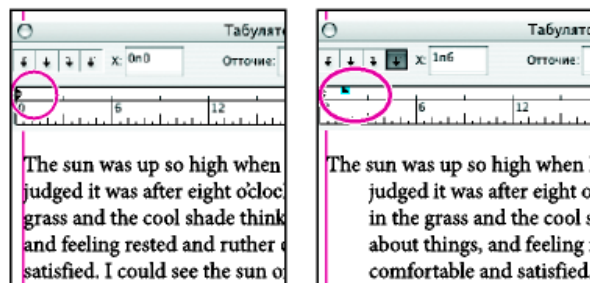 Табулято
X: 0п0 Отточие:
0 6 12
The sun was up so high when
judged it was after eight o'cloc
grass and the cool shade think
and feeling rested and ruther
satisfied. I could see the sun o
Табулято
X: 1п6 Отточие:
6 12
The sun was up so high when
judged it was after eight o
in the grass and the cool s
about things, and feeling
comfortable and satisfied.